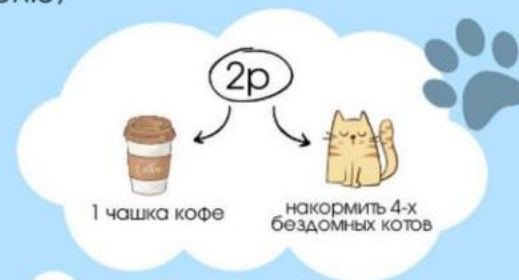 2р
1 чашка кофе
накормить 4-х
бездомных котов